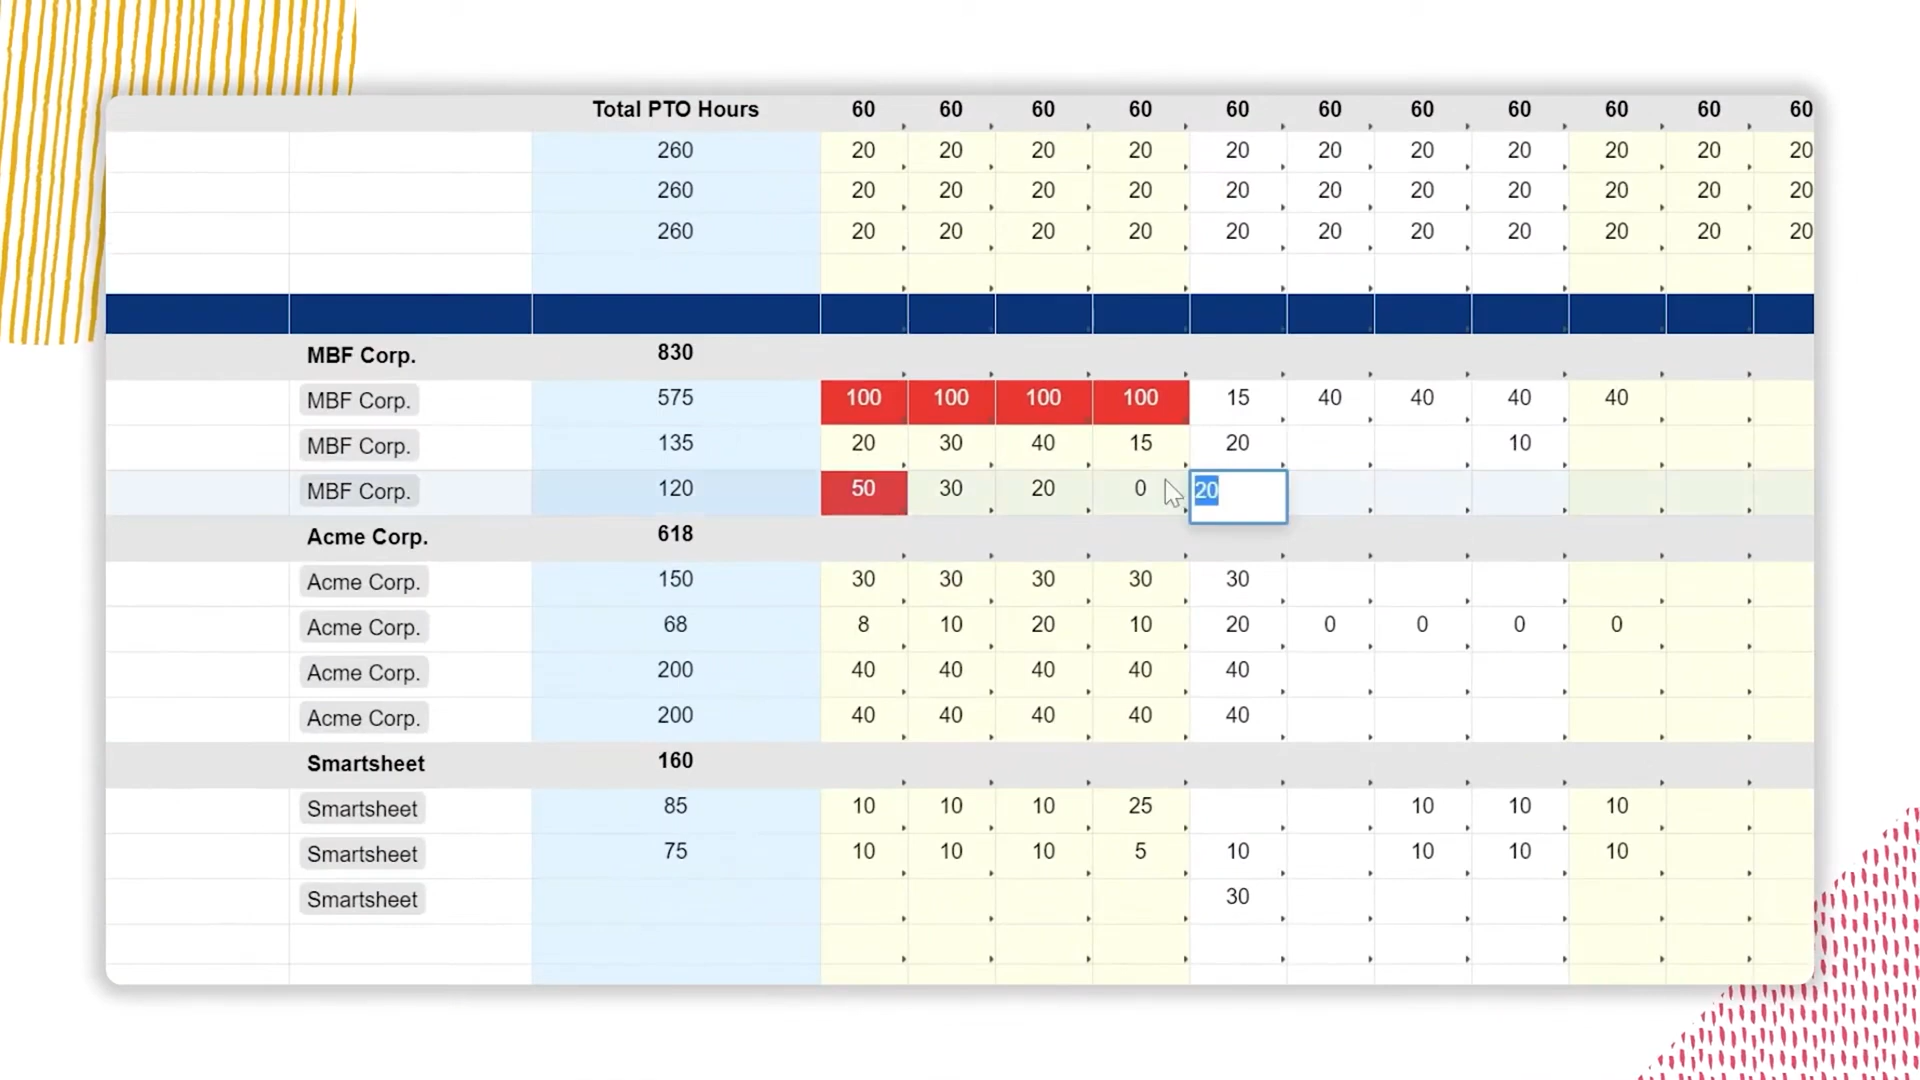 Total PTO Hours 60 60 60 60 60 60 60 60 60 60 60
260 20 20 20 20 20 20 20 20 20 20 20
260 20 20 20 20 20 20 20 20 20 20 20
260 20 20 20 20 20 20 20 20 20 20 20
MBF Corp. 830
MBF Corp. 575 100 100 100 100 15 40 40 40 40
MBF Corp. 135 20 30 40 15 20 10
MBF Corp. 120 50 30 20 0 20
Acme Corp. 618
Acme Corp. 150 30 30 30 30 30
Acme Corp. 68 8 10 20 10 20 0 0 0 0
Acme Corp. 200 40 40 40 40 40
Acme Corp. 200 40 40 40 40 40
Smartsheet 160
Smartsheet 85 10 10 10 25 10 10 10
Smartsheet 75 10 10 10 5 10 10 10 10
Smartsheet 30